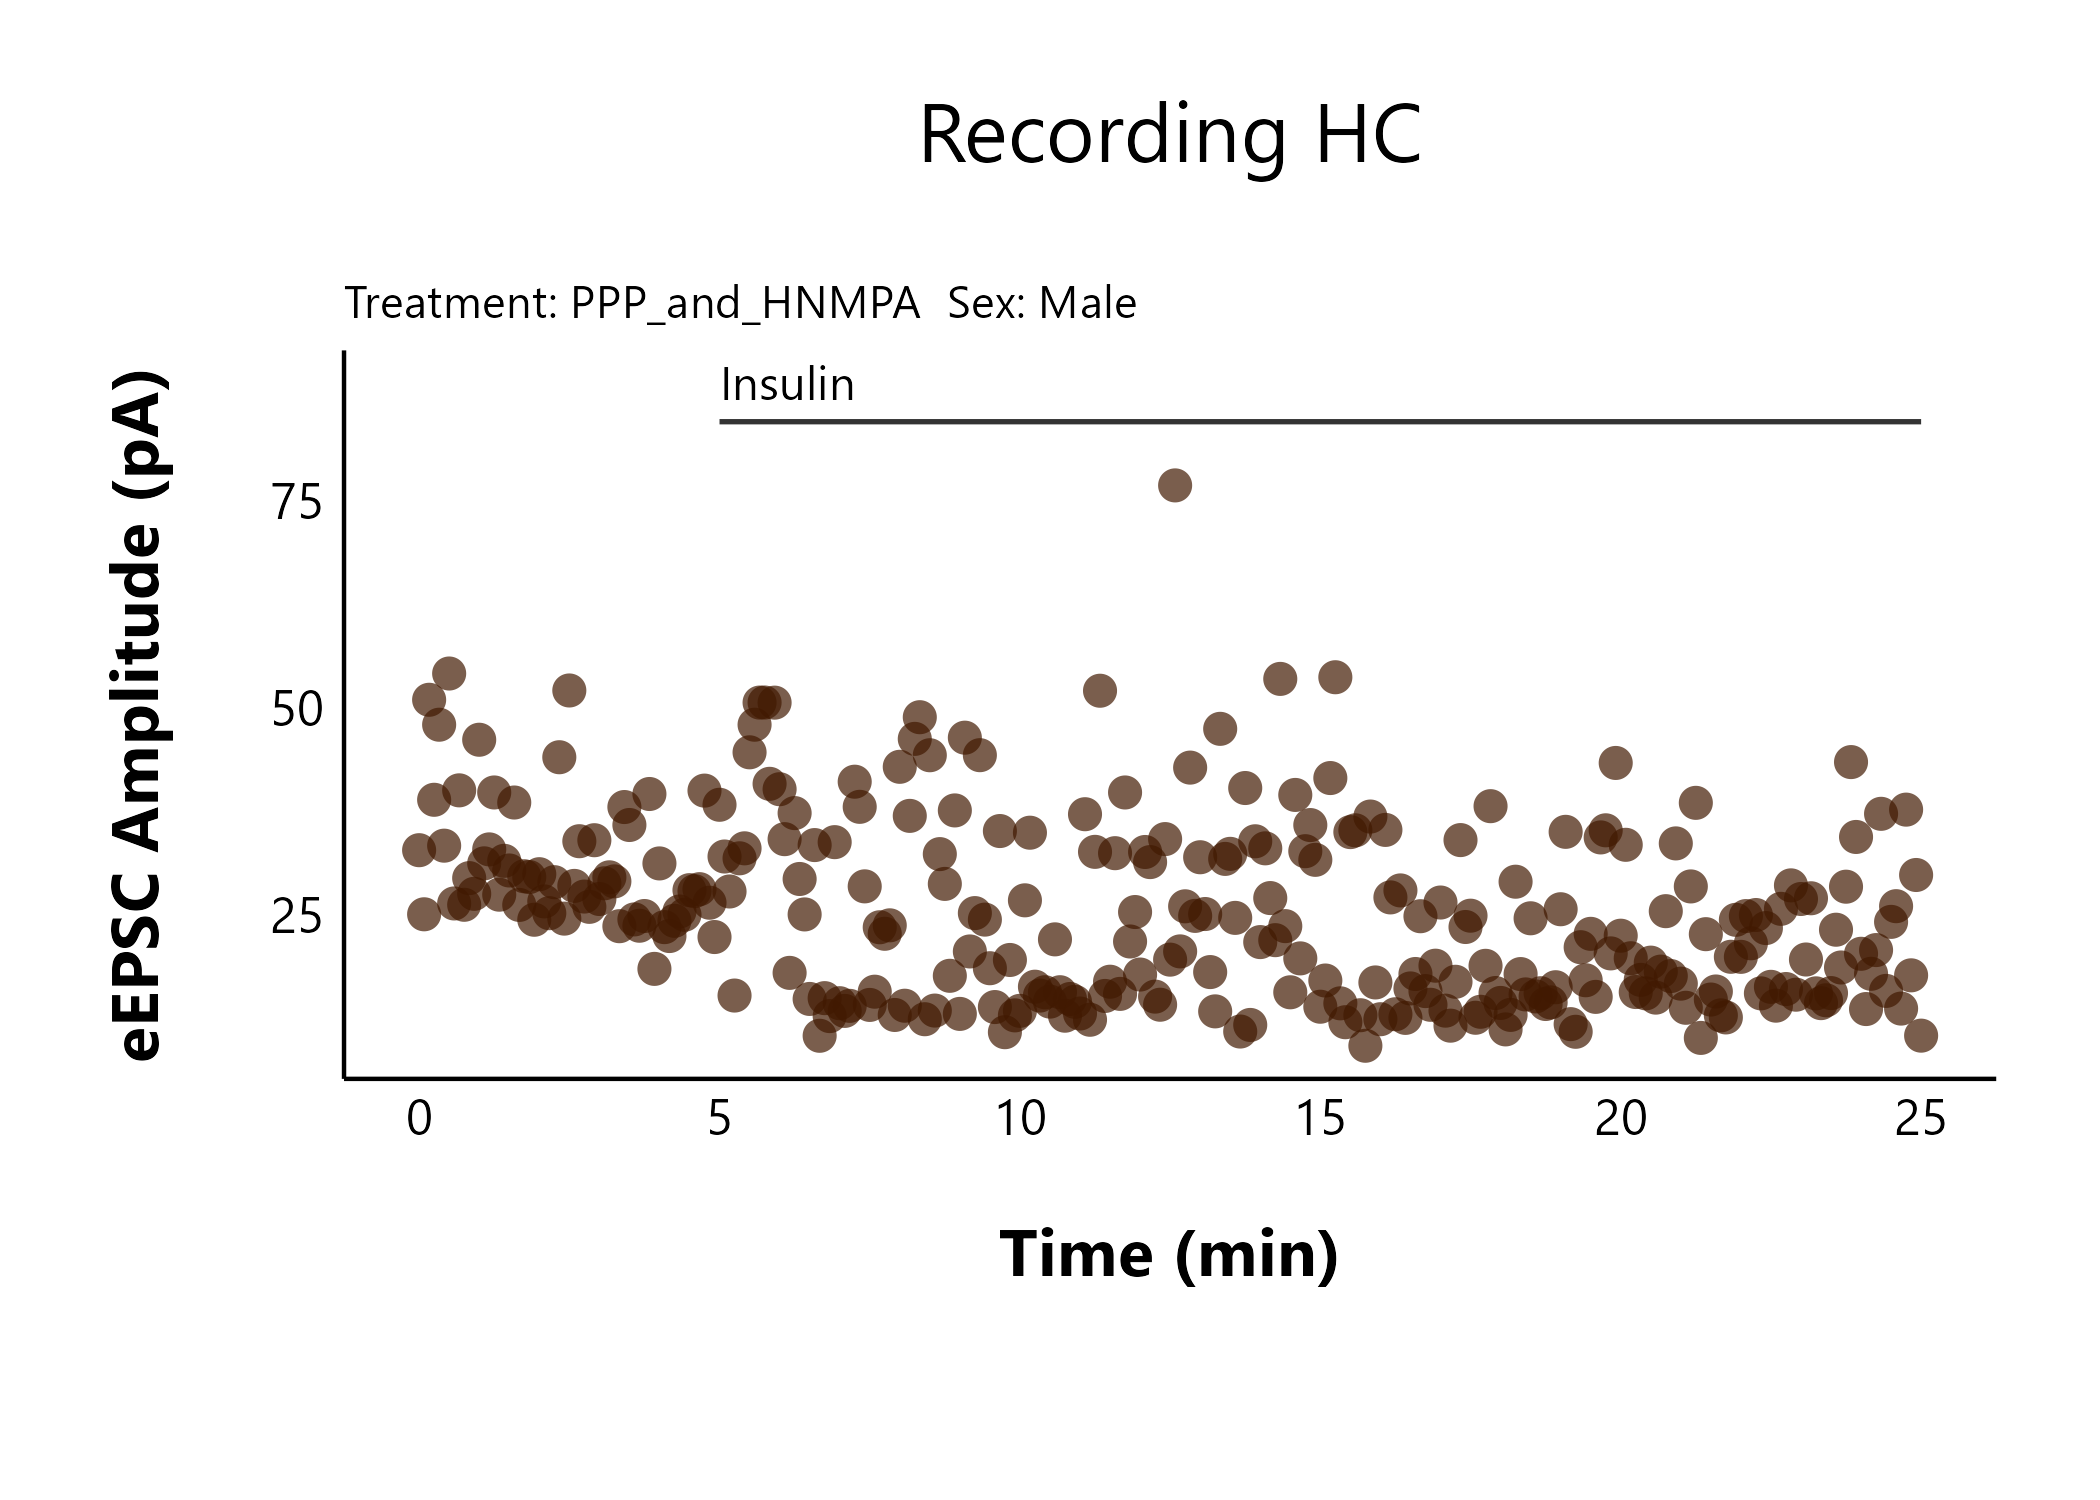 Recording HC
Treatment: PPP_and_HNMPA  Sex: Male
Insulin
eEPSC Amplitude (pA)
75
50
25
0 5 10 15 20 25
Time (min)